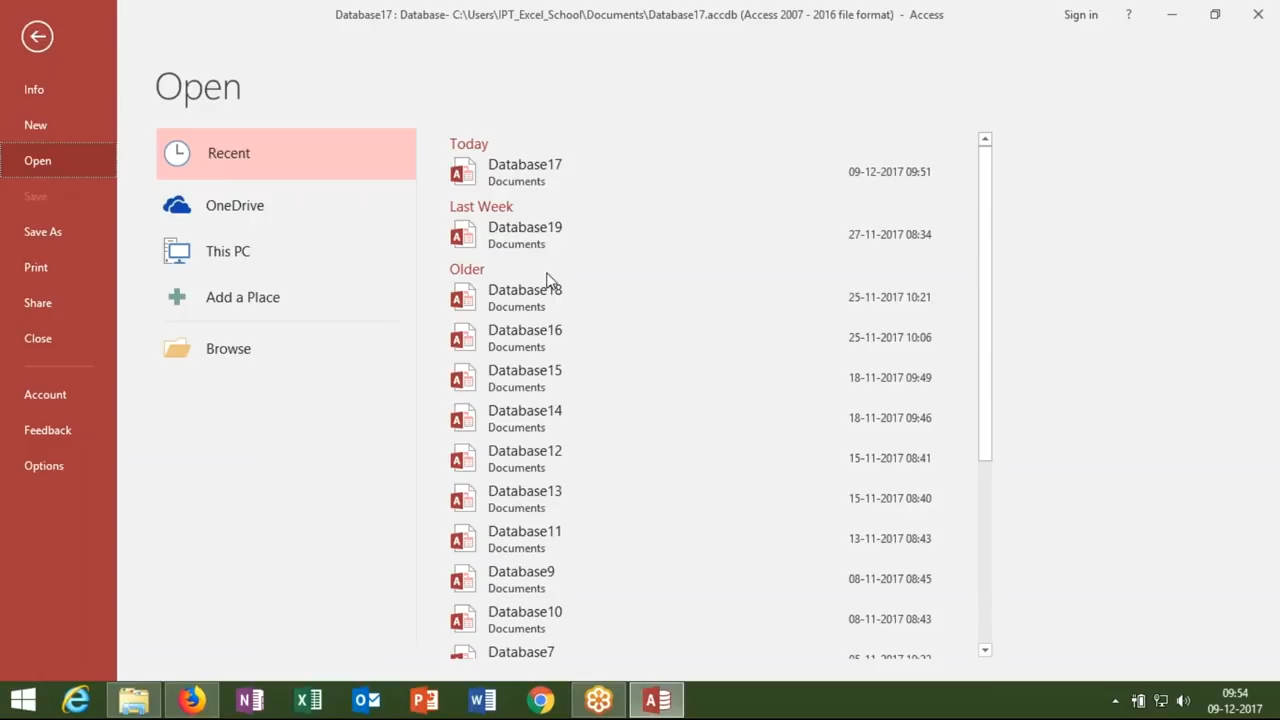 Database17 : Database- C:\Users\IPT_Excel_School\Documents\Database17.accdb (Access 2007 - 2016 file format) - Access
Sign in
?
Info
New
Open
Save
Save As
Print
Share
Close
Account
Feedback
Options
Open
Recent
OneDrive
This PC
Add a Place
Browse
Today
Database17
Documents
09-12-2017 09:51
Last Week
Database19
Documents
27-11-2017 08:34
Older
Database18
Documents
25-11-2017 10:21
Database16
Documents
25-11-2017 10:06
Database15
Documents
18-11-2017 09:49
Database14
Documents
18-11-2017 09:46
Database12
Documents
15-11-2017 08:41
Database13
Documents
15-11-2017 08:40
Database11
Documents
13-11-2017 08:43
Database9
Documents
08-11-2017 08:45
Database10
Documents
08-11-2017 08:43
Database7
09:54
09-12-2017